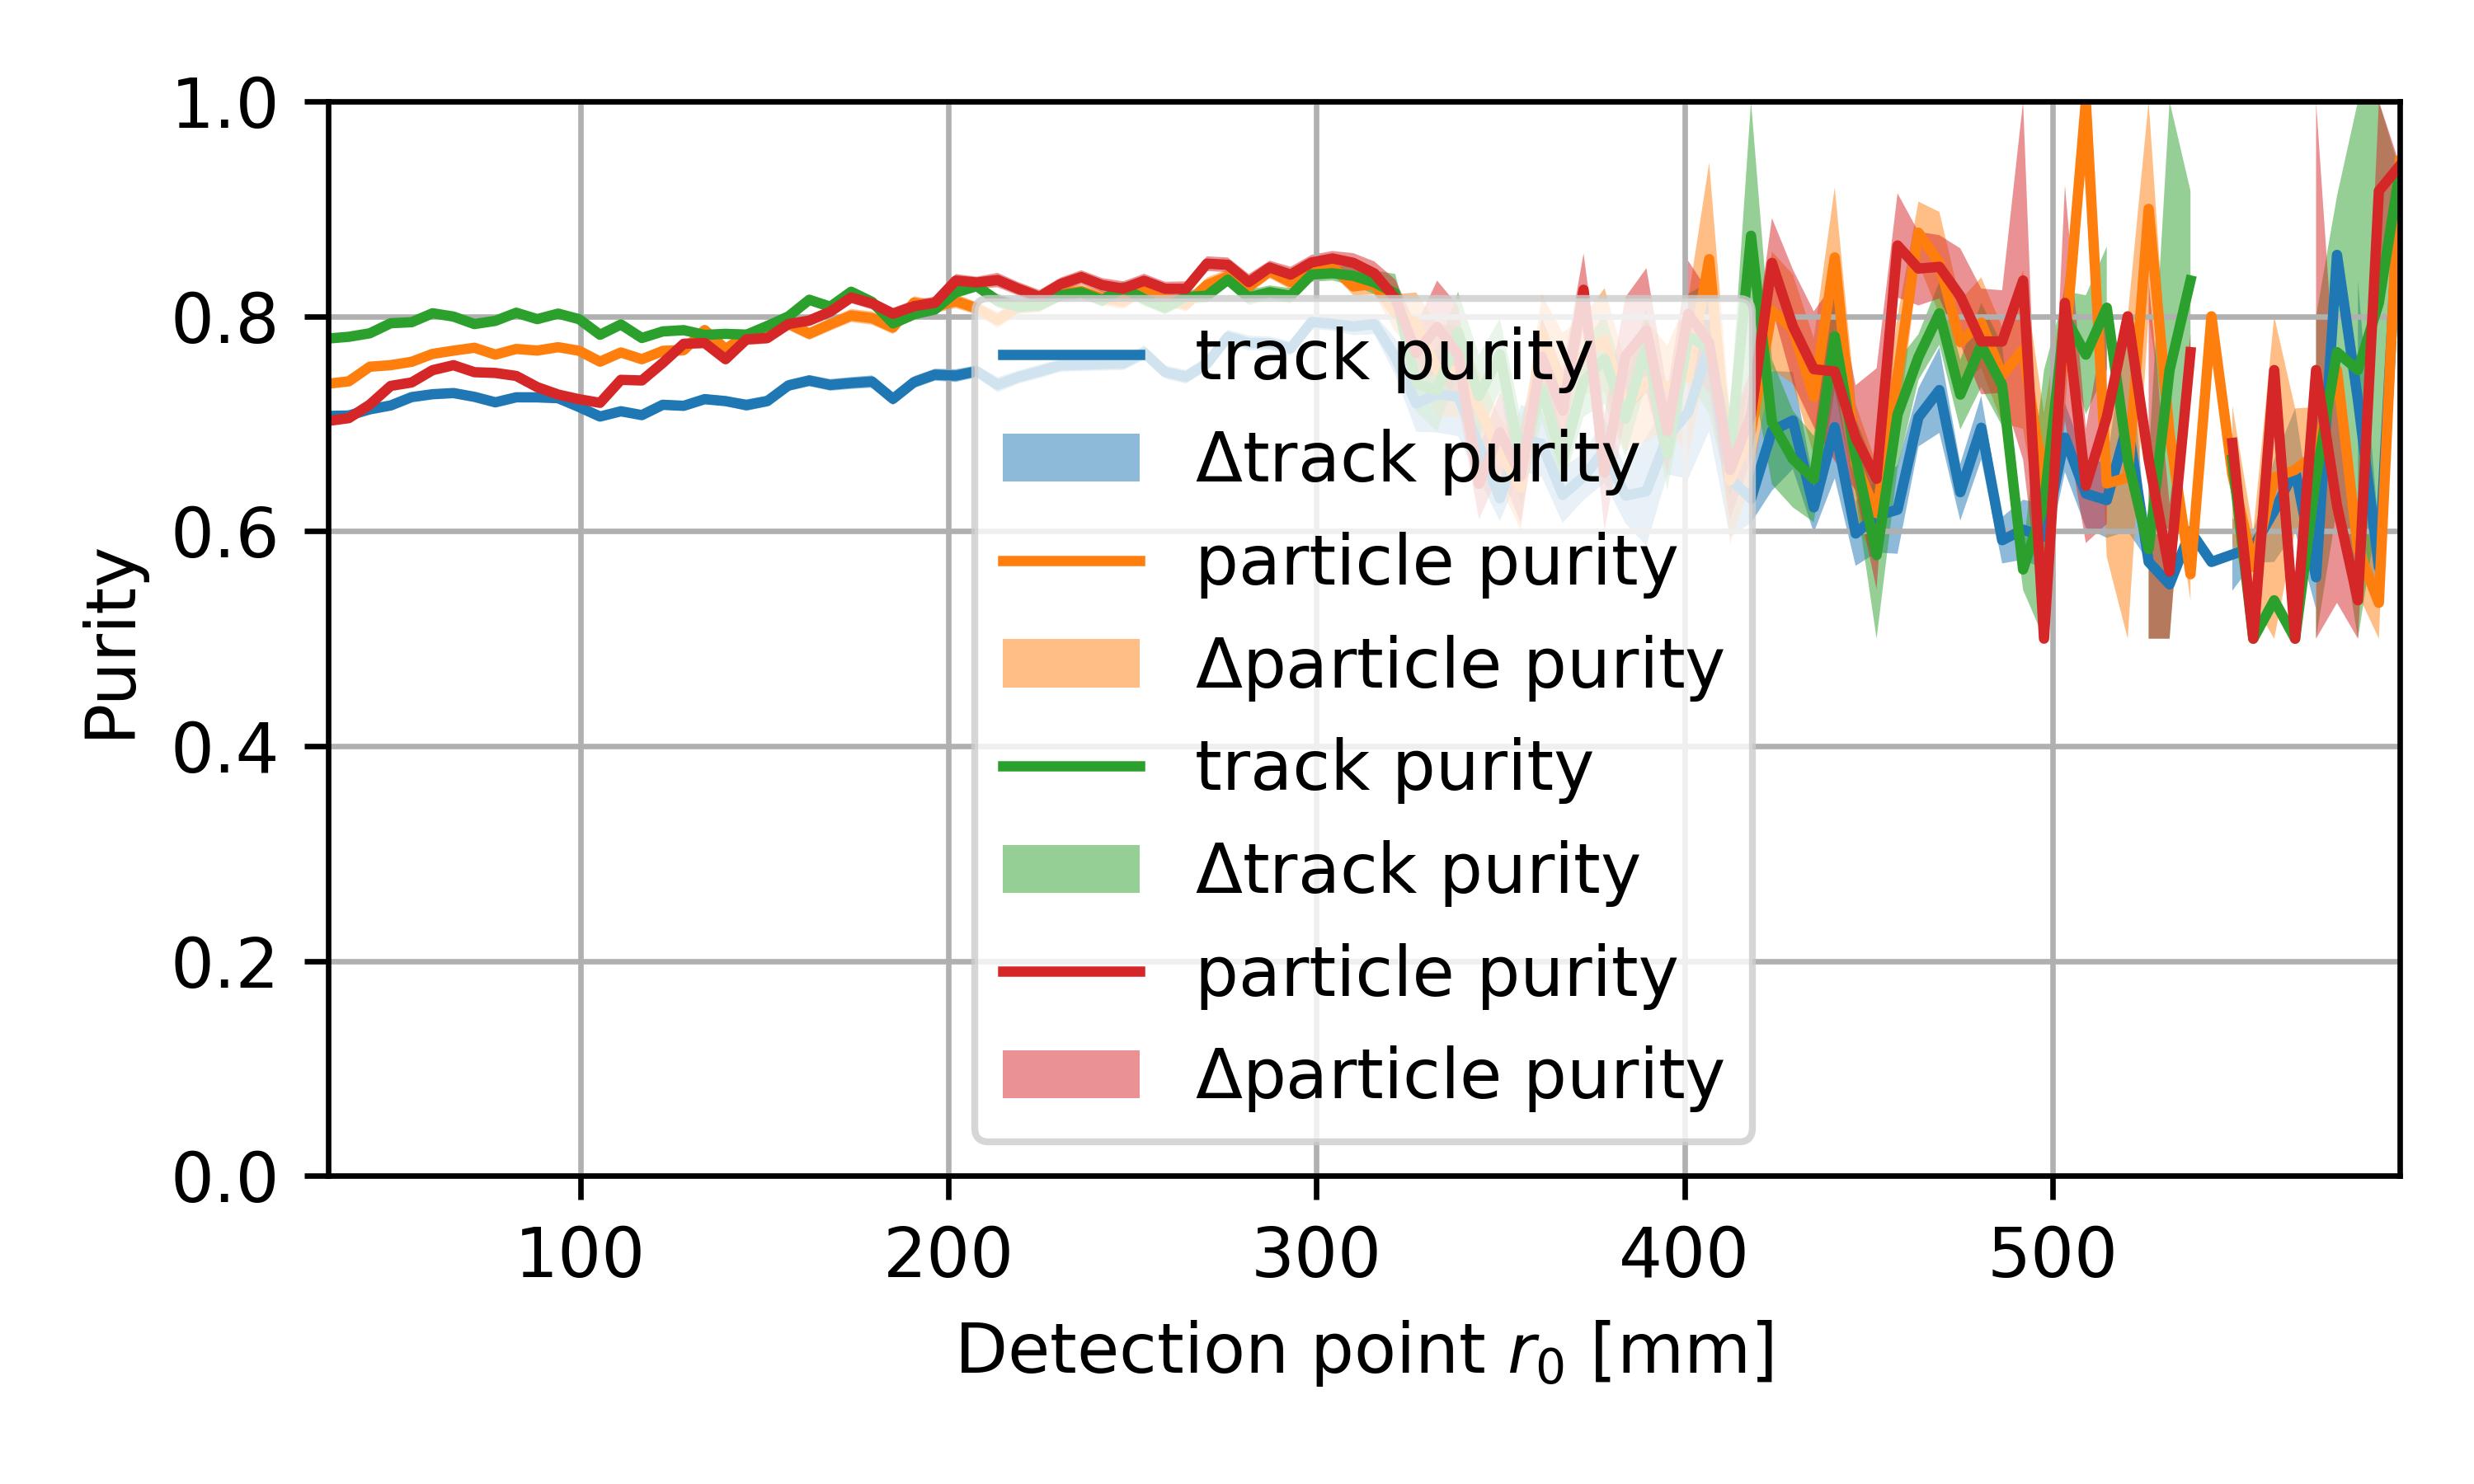 1.0
0.8
0.6
0.4
0.2
0.0
Purity
track purity
Δtrack purity
particle purity
Δparticle purity
track purity
Δtrack purity
particle purity
Δparticle purity
100 200 300 400 500
Detection point r₀ [mm]